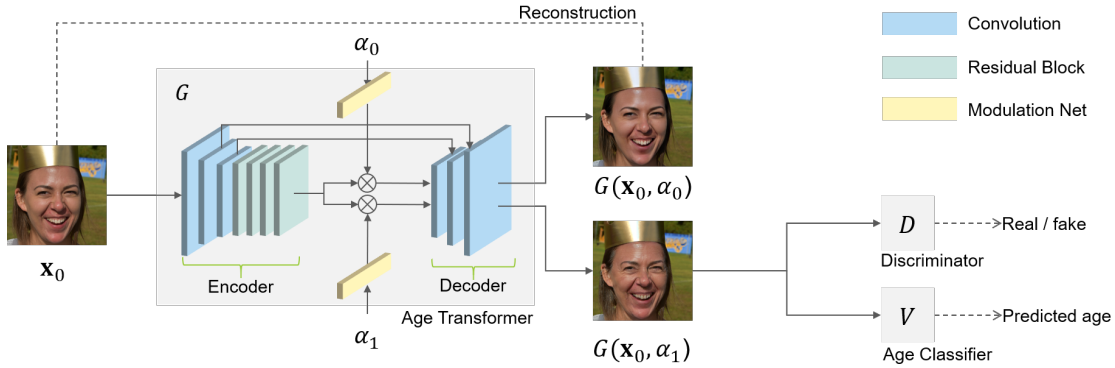 Reconstruction
Convolution
Residual Block
Modulation Net
α₀
G
x₀
Encoder
Decoder
Age Transformer
α₁
G(x₀, α₀)
G(x₀, α₁)
D
Discriminator
Real / fake
V
Age Classifier
Predicted age